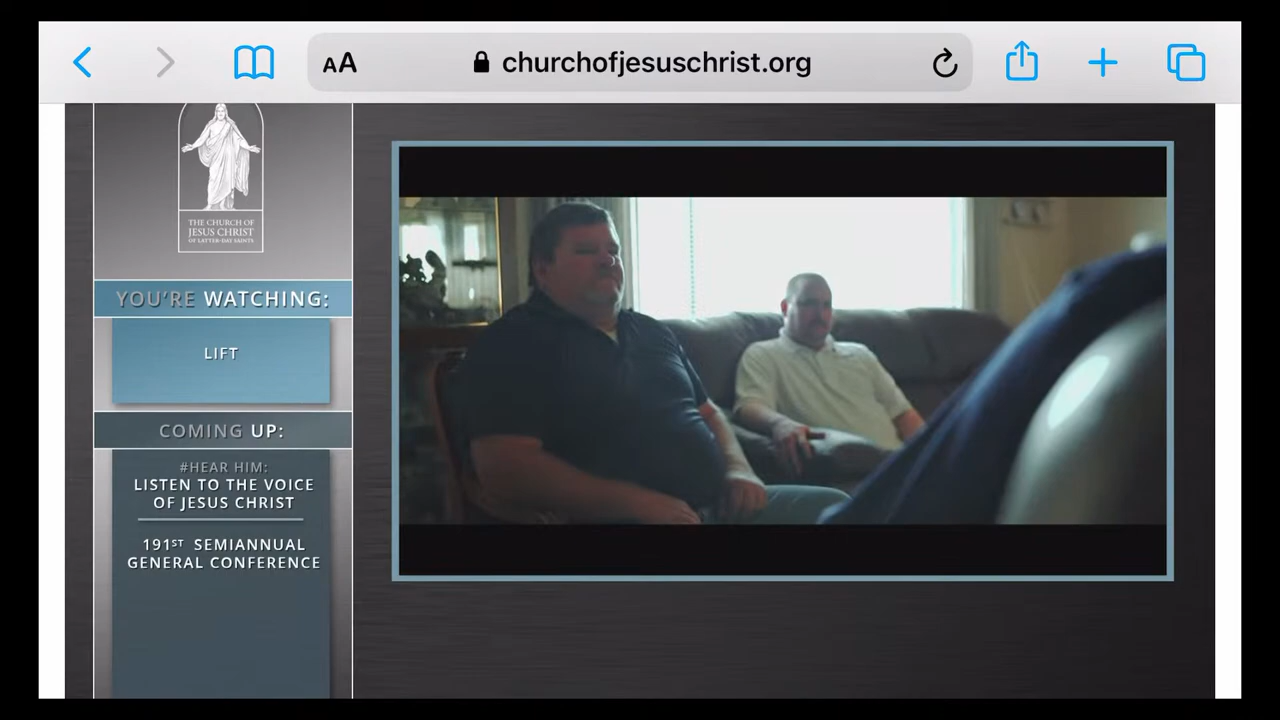 AA churchofjesuschrist.org
THE CHURCH OF
JESUS CHRIST
OF LATTER-DAY SAINTS
YOU'RE WATCHING:
LIFT
COMING UP:
#HEAR HIM:
LISTEN TO THE VOICE
OF JESUS CHRIST
191ST SEMIANNUAL
GENERAL CONFERENCE